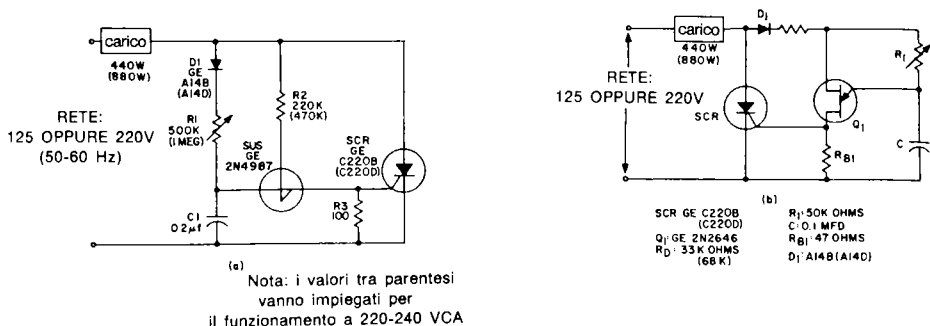 carico
440W
(880W)
D1
GE
A14B
(A14D)
RETE:
125 OPPURE 220V
(50-60 Hz)
R1
500K
(1MEG)
R2
220K
(470K)
SUS
GE
2N4987
SCR
GE
C220B
(C220D)
C1
0.2µf
R3
100
(a)
Nota: i valori tra parentesi
vanno impiegati per
il funzionamento a 220-240 VCA
carico
440W
(880W)
D1
R1
RETE:
125 OPPURE 220V
SCR
Q1
C
RB1
(b)
SCR GE C220B
(C220D)
Q1: GE 2N2646
RD: 33K OHMS
(68K)
R1: 50K OHMS
C: 0.1 MFD
RB1: 47 OHMS
D1: A14B(A14D)